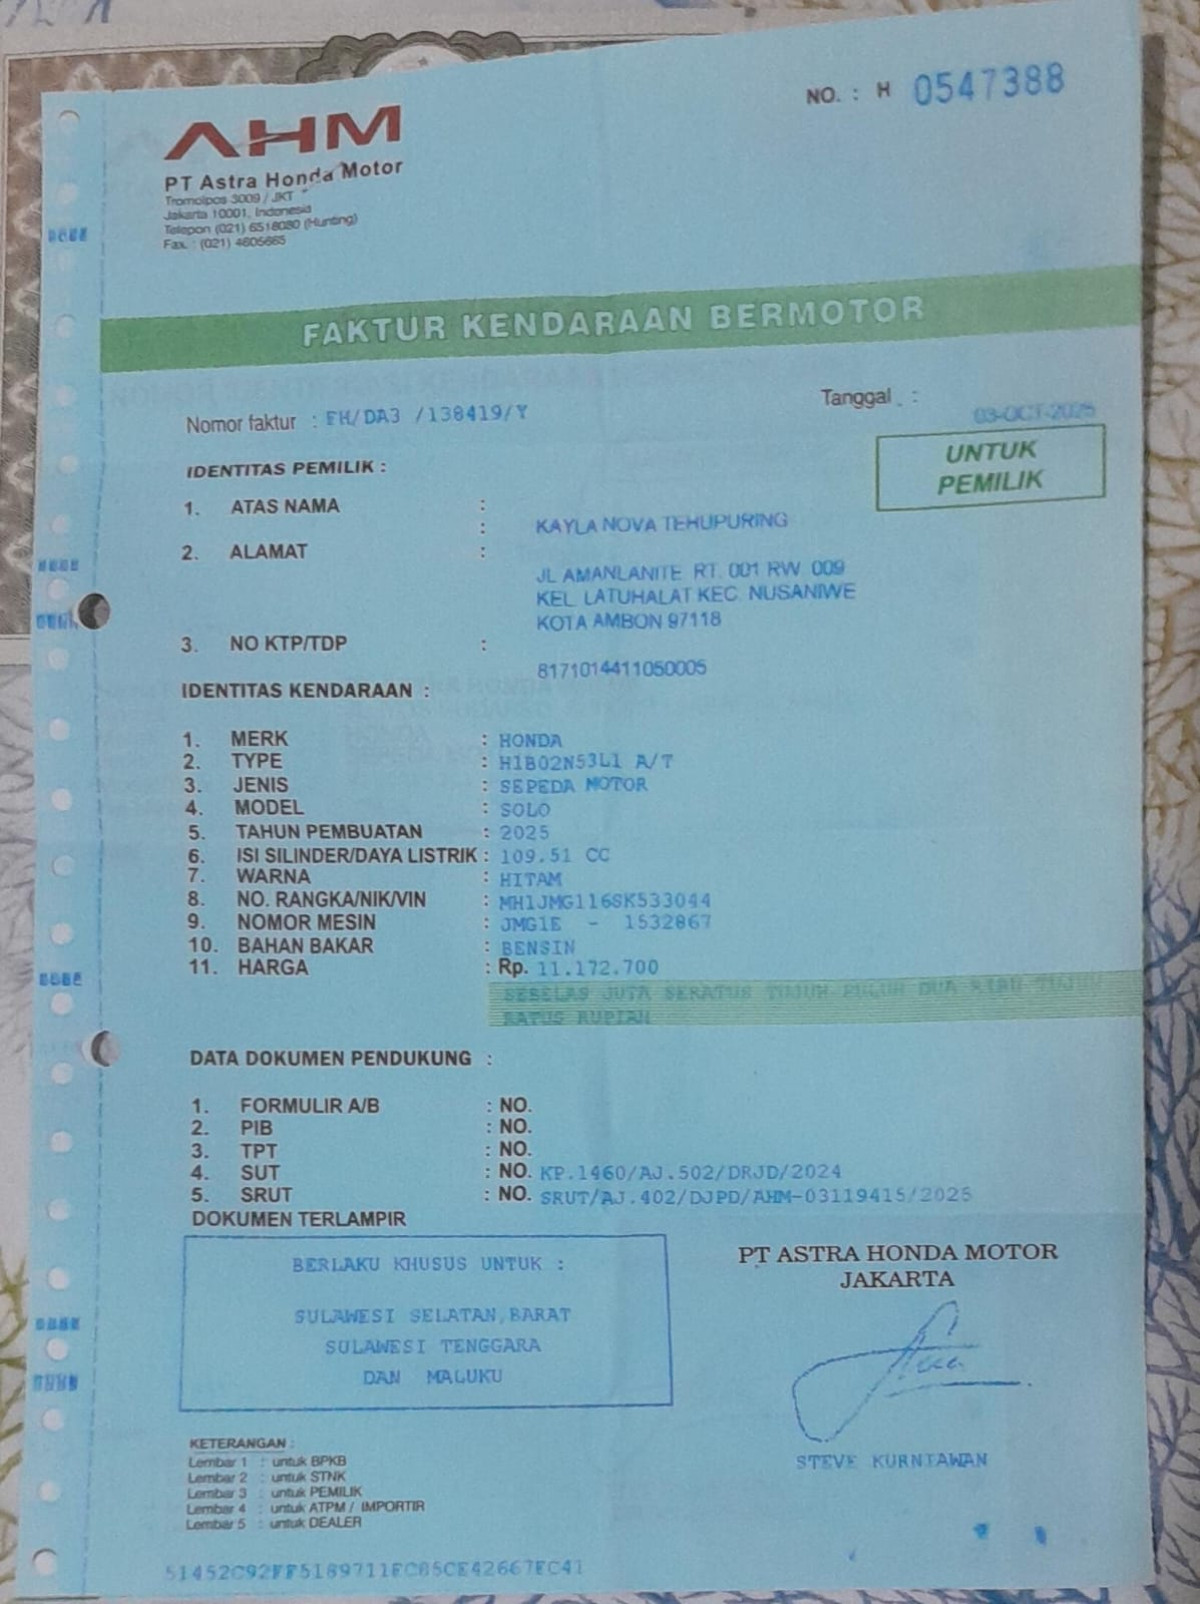 NO. : H 0547388
AHM
PT Astra Honda Motor
Tromolpos 3009 / JKT
Jakarta 10001, Indonesia
Telepon (021) 6518080 (Hunting)
Fax. : (021) 4605665
FAKTUR KENDARAAN BERMOTOR
Nomor faktur : FH/DA3 /138419/Y
Tanggal : 03-OCT-2025
UNTUK
PEMILIK
IDENTITAS PEMILIK :
1. ATAS NAMA :
: KAYLA NOVA TEHUPURING
2. ALAMAT :
JL AMANLANITE RT. 001 RW. 009
KEL. LATUHALAT KEC. NUSANIWE
KOTA AMBON 97118
3. NO KTP/TDP :
8171014411050005
IDENTITAS KENDARAAN :
1. MERK : HONDA
2. TYPE : H1B02N53L1 A/T
3. JENIS : SEPEDA MOTOR
4. MODEL : SOLO
5. TAHUN PEMBUATAN : 2025
6. ISI SILINDER/DAYA LISTRIK : 109.51 CC
7. WARNA : HITAM
8. NO. RANGKA/NIK/VIN : MH1JMG116SK533044
9. NOMOR MESIN : JMG1E - 1532867
10. BAHAN BAKAR : BENSIN
11. HARGA : Rp. 11.172.700
SEBELAS JUTA SERATUS TUJUH PULUH DUA RIBU TUJUH
RATUS RUPIAH
DATA DOKUMEN PENDUKUNG :
1. FORMULIR A/B : NO.
2. PIB : NO.
3. TPT : NO.
4. SUT : NO. KP.1460/AJ.502/DRJD/2024
5. SRUT : NO. SRUT/AJ.402/DJPD/AHM-03119415/2025
DOKUMEN TERLAMPIR
BERLAKU KHUSUS UNTUK :
SULAWESI SELATAN,BARAT
SULAWESI TENGGARA
DAN MALUKU
PT ASTRA HONDA MOTOR
JAKARTA
STEVE KURNIAWAN
KETERANGAN :
Lembar 1 : untuk BPKB
Lembar 2 : untuk STNK
Lembar 3 : untuk PEMILIK
Lembar 4 : untuk ATPM / IMPORTIR
Lembar 5 : untuk DEALER